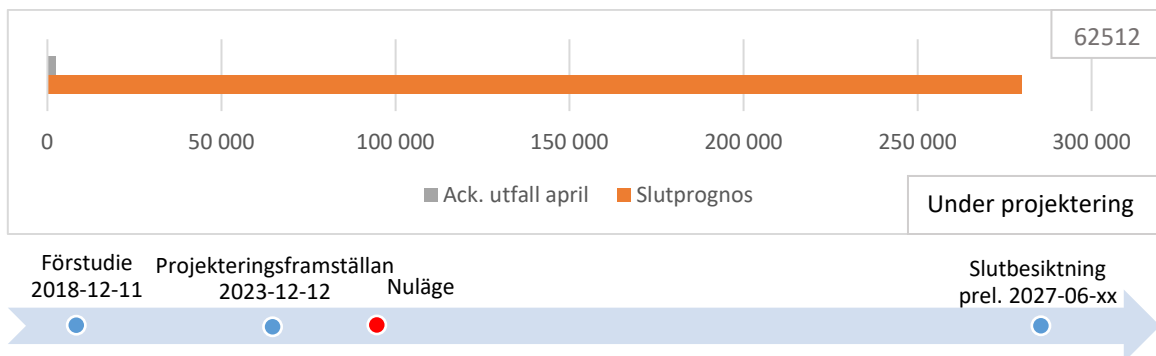 62512
0 50 000 100 000 150 000 200 000 250 000 300 000
Ack. utfall april Slutprognos
Under projektering
Förstudie
2018-12-11
Projekteringsframställan
2023-12-12
Nuläge
Slutbesiktning
prel. 2027-06-xx